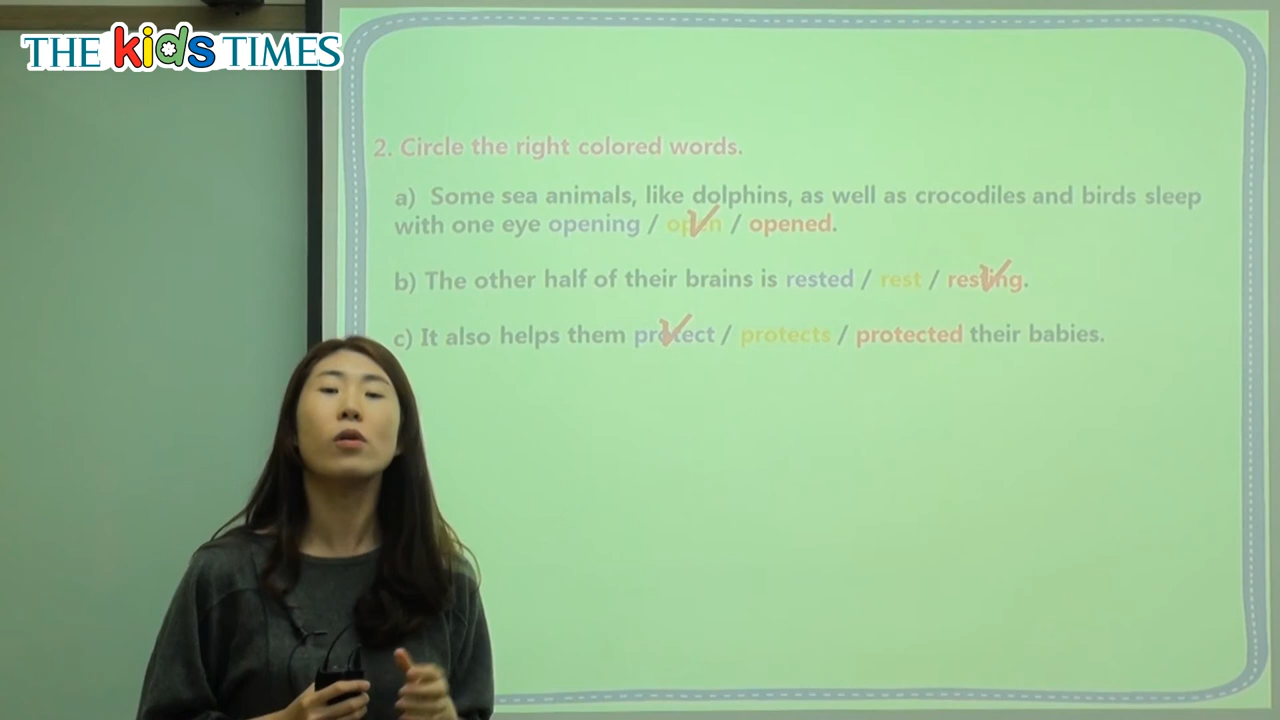 THE kids TIMES
2. Circle the right colored words.
a) Some sea animals, like dolphins, as well as crocodiles and birds sleep
with one eye opening / open / opened.
b) The other half of their brains is rested / rest / resting.
c) It also helps them protect / protects / protected their babies.